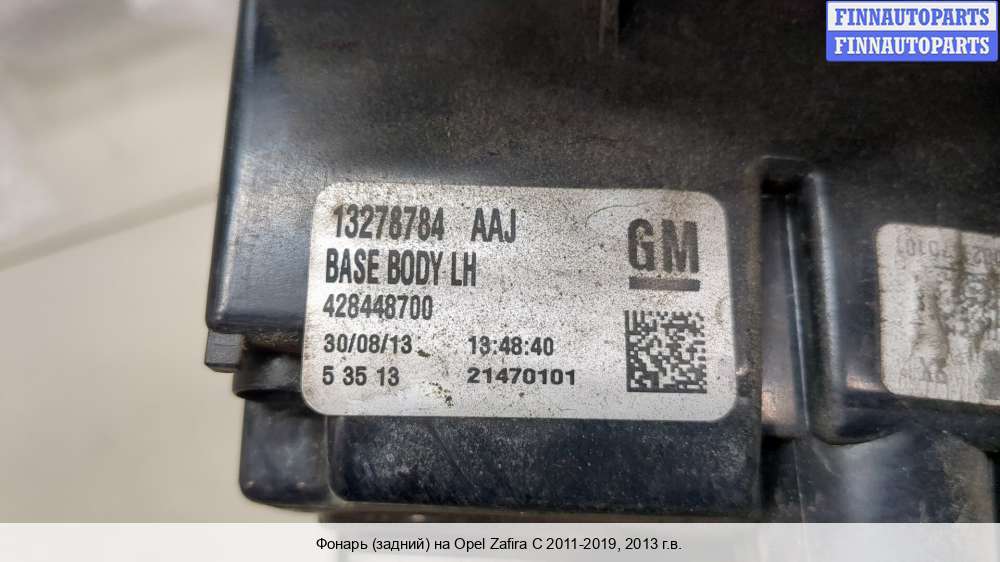 FINNAUTOPARTS
FINNAUTOPARTS
13278784 AAJ
GM
BASE BODY LH
428448700
30/08/13 13:48:40
5 35 13 21470101
Фонарь (задний) на Opel Zafira C 2011-2019, 2013 г.в.